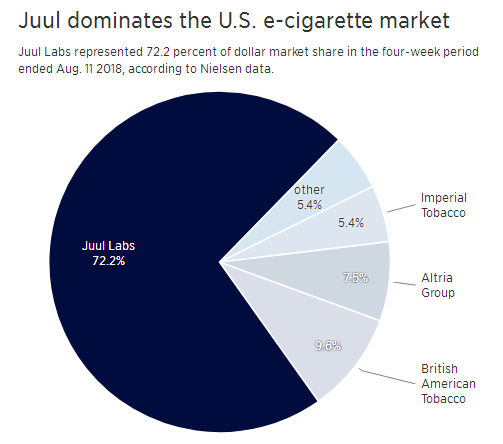 Juul dominates the U.S. e-cigarette market
Juul Labs represented 72.2 percent of dollar market share in the four-week period
ended Aug. 11 2018, according to Nielsen data.
other
5.4%
Imperial
Tobacco
5.4%
Juul Labs
72.2%
7.5%
Altria
Group
9.6%
British
American
Tobacco